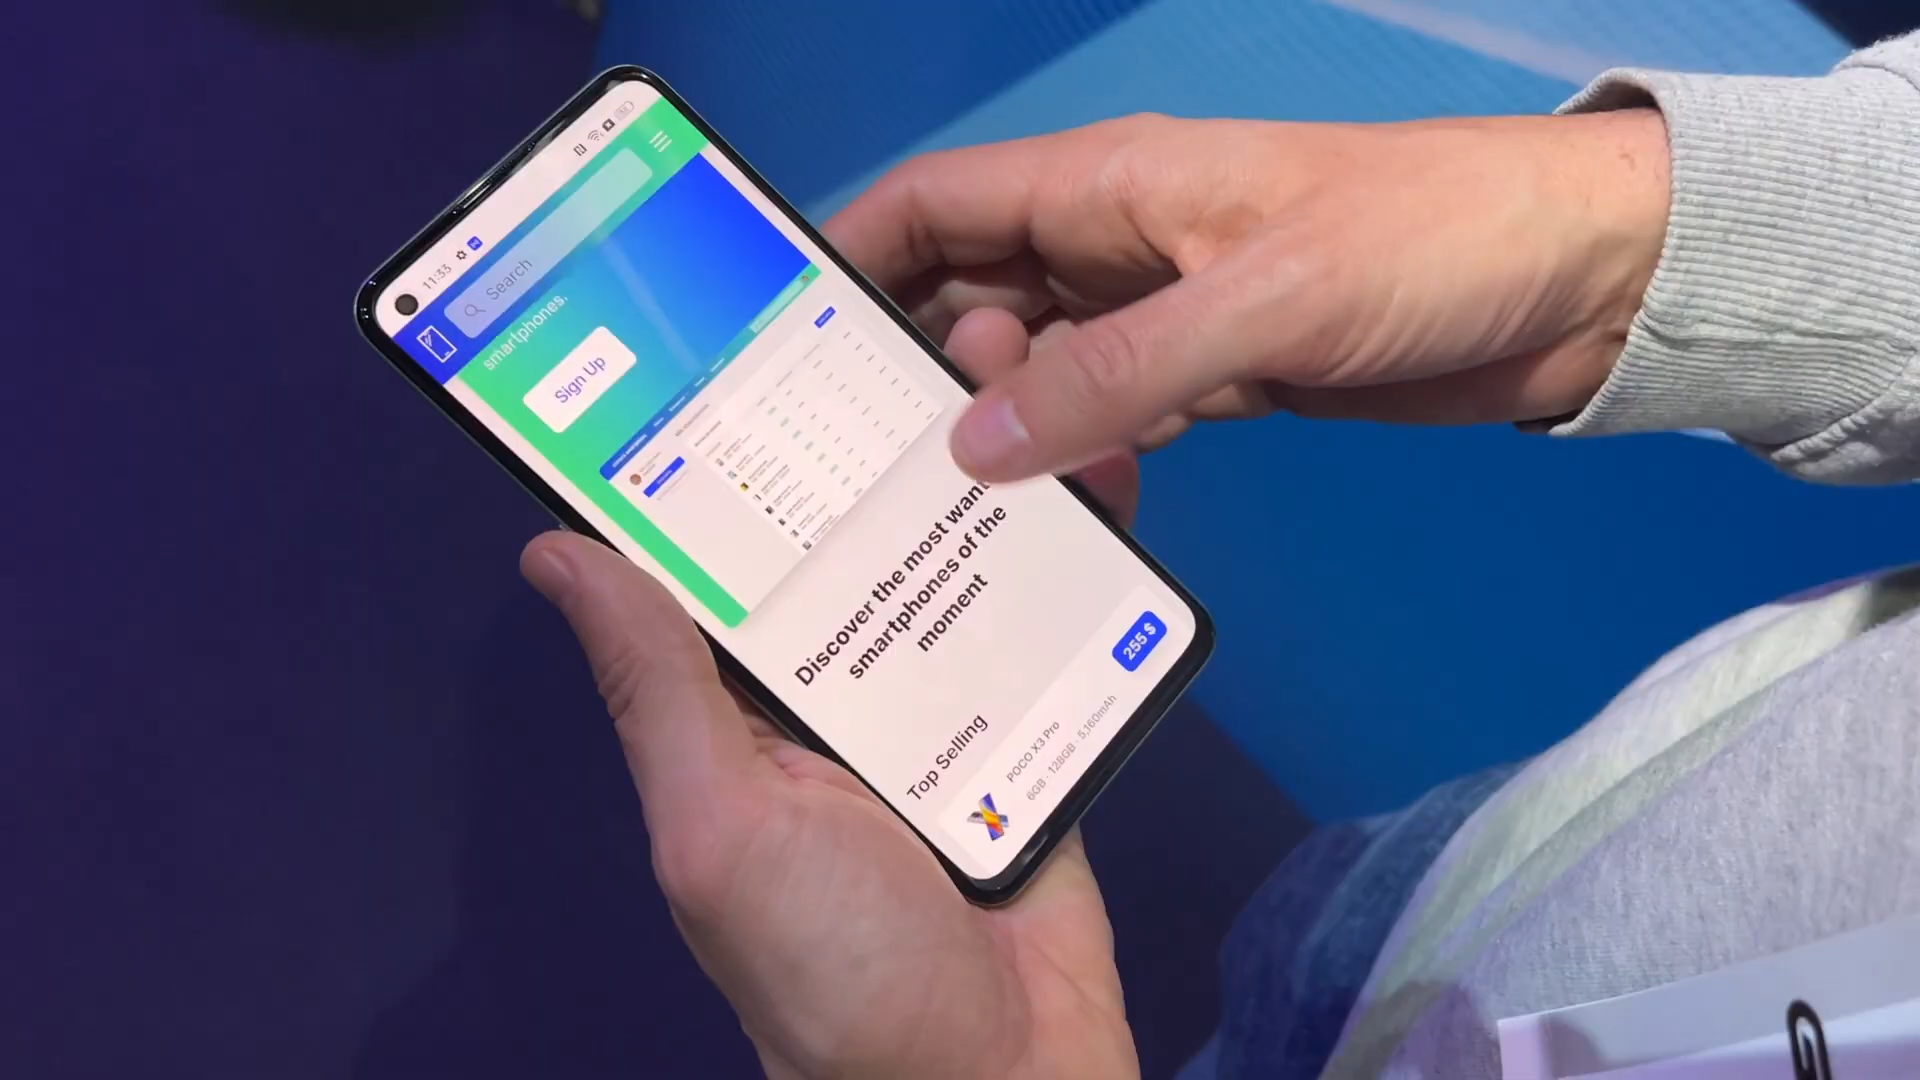 11:33
Search
smartphones.
Sign Up
Discover the most want
smartphones of the
moment
Top Selling
POCO X3 Pro
6GB · 128GB · 5,160mAh
255 $